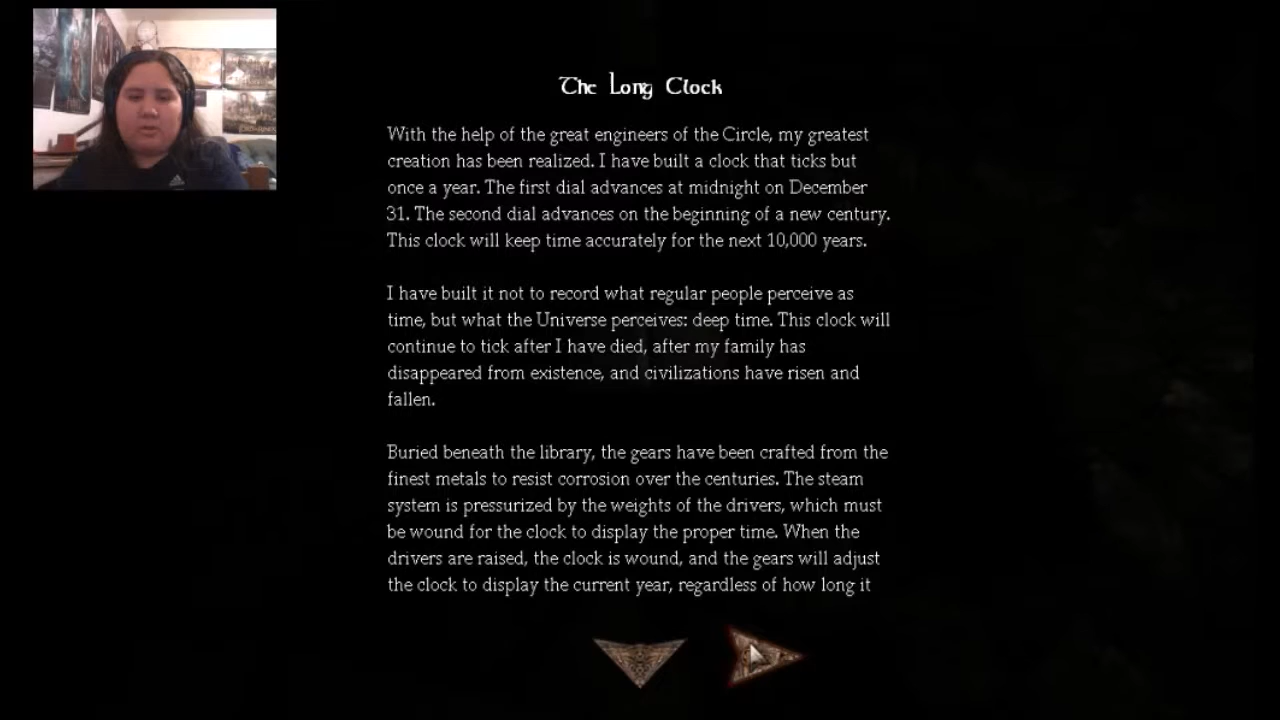 The Long Clock
With the help of the great engineers of the Circle, my greatest
creation has been realized. I have built a clock that ticks but
once a year. The first dial advances at midnight on December
31. The second dial advances on the beginning of a new century.
This clock will keep time accurately for the next 10,000 years.
I have built it not to record what regular people perceive as
time, but what the Universe perceives: deep time. This clock will
continue to tick after I have died, after my family has
disappeared from existence, and civilizations have risen and
fallen.
Buried beneath the library, the gears have been crafted from the
finest metals to resist corrosion over the centuries. The steam
system is pressurized by the weights of the drivers, which must
be wound for the clock to display the proper time. When the
drivers are raised, the clock is wound, and the gears will adjust
the clock to display the current year, regardless of how long it